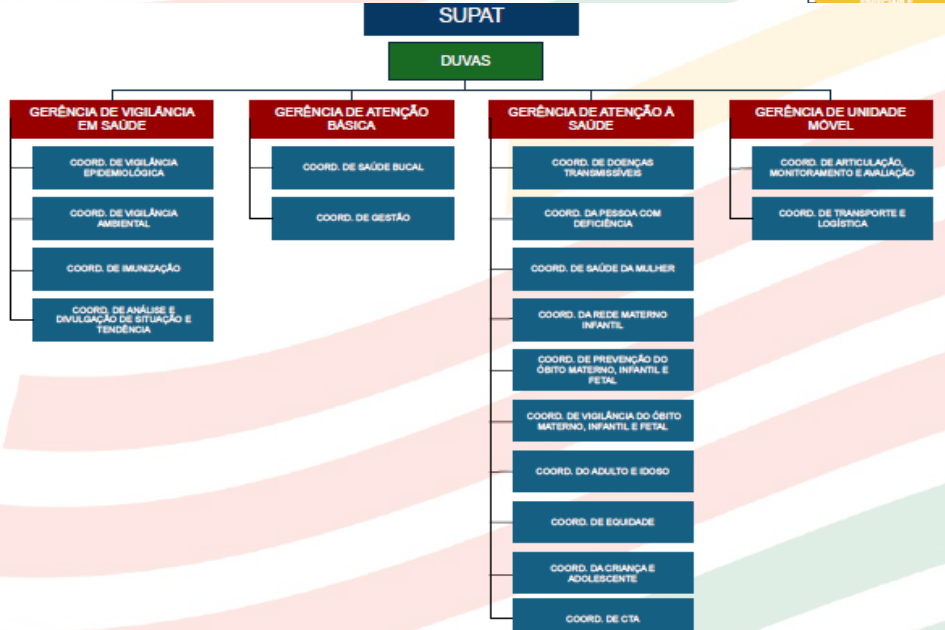 SUPAT
DUVAS
GERÊNCIA DE VIGILÂNCIA
EM SAÚDE
COORD. DE VIGILÂNCIA
EPIDEMIOLÓGICA
COORD. DE VIGILÂNCIA
AMBIENTAL
COORD. DE IMUNIZAÇÃO
COORD. DE ANÁLISE E
DIVULGAÇÃO DE SITUAÇÃO E
TENDÊNCIA
GERÊNCIA DE ATENÇÃO
BÁSICA
COORD. DE SAÚDE BUCAL
COORD. DE GESTÃO
GERÊNCIA DE ATENÇÃO À
SAÚDE
COORD. DE DOENÇAS
TRANSMISSÍVEIS
COORD. DA PESSOA COM
DEFICIÊNCIA
COORD. DE SAÚDE DA MULHER
COORD. DA REDE MATERNO
INFANTIL
COORD. DE PREVENÇÃO DO
ÓBITO MATERNO, INFANTIL E
FETAL
COORD. DE VIGILÂNCIA DO ÓBITO
MATERNO, INFANTIL E FETAL
COORD. DO ADULTO E IDOSO
COORD. DE EQUIDADE
COORD. DA CRIANÇA E
ADOLESCENTE
COORD. DE CTA
GERÊNCIA DE UNIDADE
MÓVEL
COORD. DE ARTICULAÇÃO,
MONITORAMENTO E AVALIAÇÃO
COORD. DE TRANSPORTE E
LOGÍSTICA